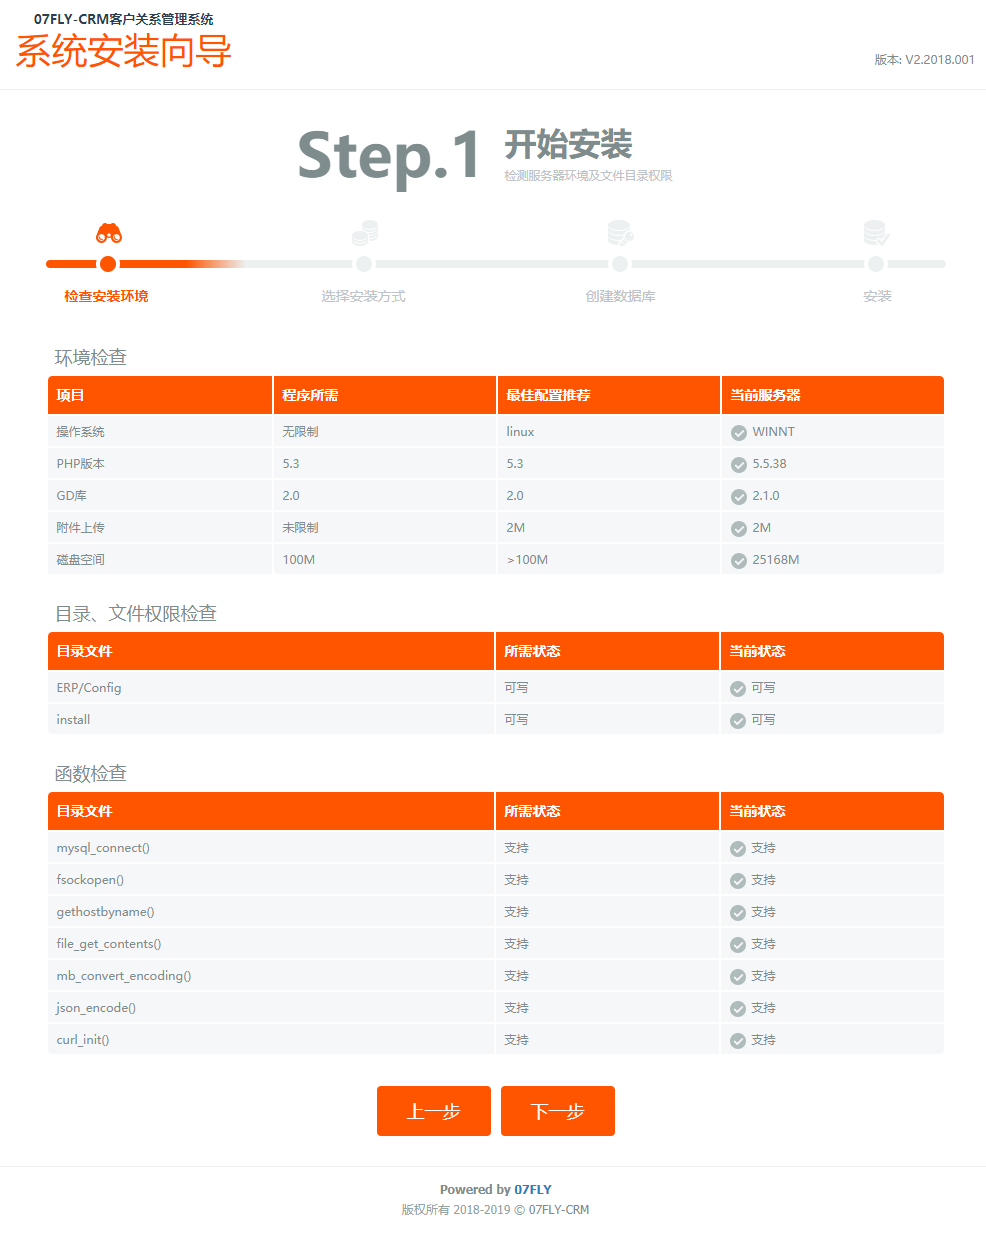 07FLY-CRM客户关系管理系统
系统安装向导
版本: V2.2018.001
Step.1
开始安装
检测服务器环境及文件目录权限
检查安装环境 选择安装方式 创建数据库 安装
环境检查
项目 程序所需 最佳配置推荐 当前服务器
操作系统 无限制 linux WINNT
PHP版本 5.3 5.3 5.5.38
GD库 2.0 2.0 2.1.0
附件上传 未限制 2M 2M
磁盘空间 100M >100M 25168M
目录、文件权限检查
目录文件 所需状态 当前状态
ERP/Config 可写 可写
install 可写 可写
函数检查
目录文件 所需状态 当前状态
mysql_connect() 支持 支持
fsockopen() 支持 支持
gethostbyname() 支持 支持
file_get_contents() 支持 支持
mb_convert_encoding() 支持 支持
json_encode() 支持 支持
curl_init() 支持 支持
上一步 下一步
Powered by 07FLY
版权所有 2018-2019 © 07FLY-CRM